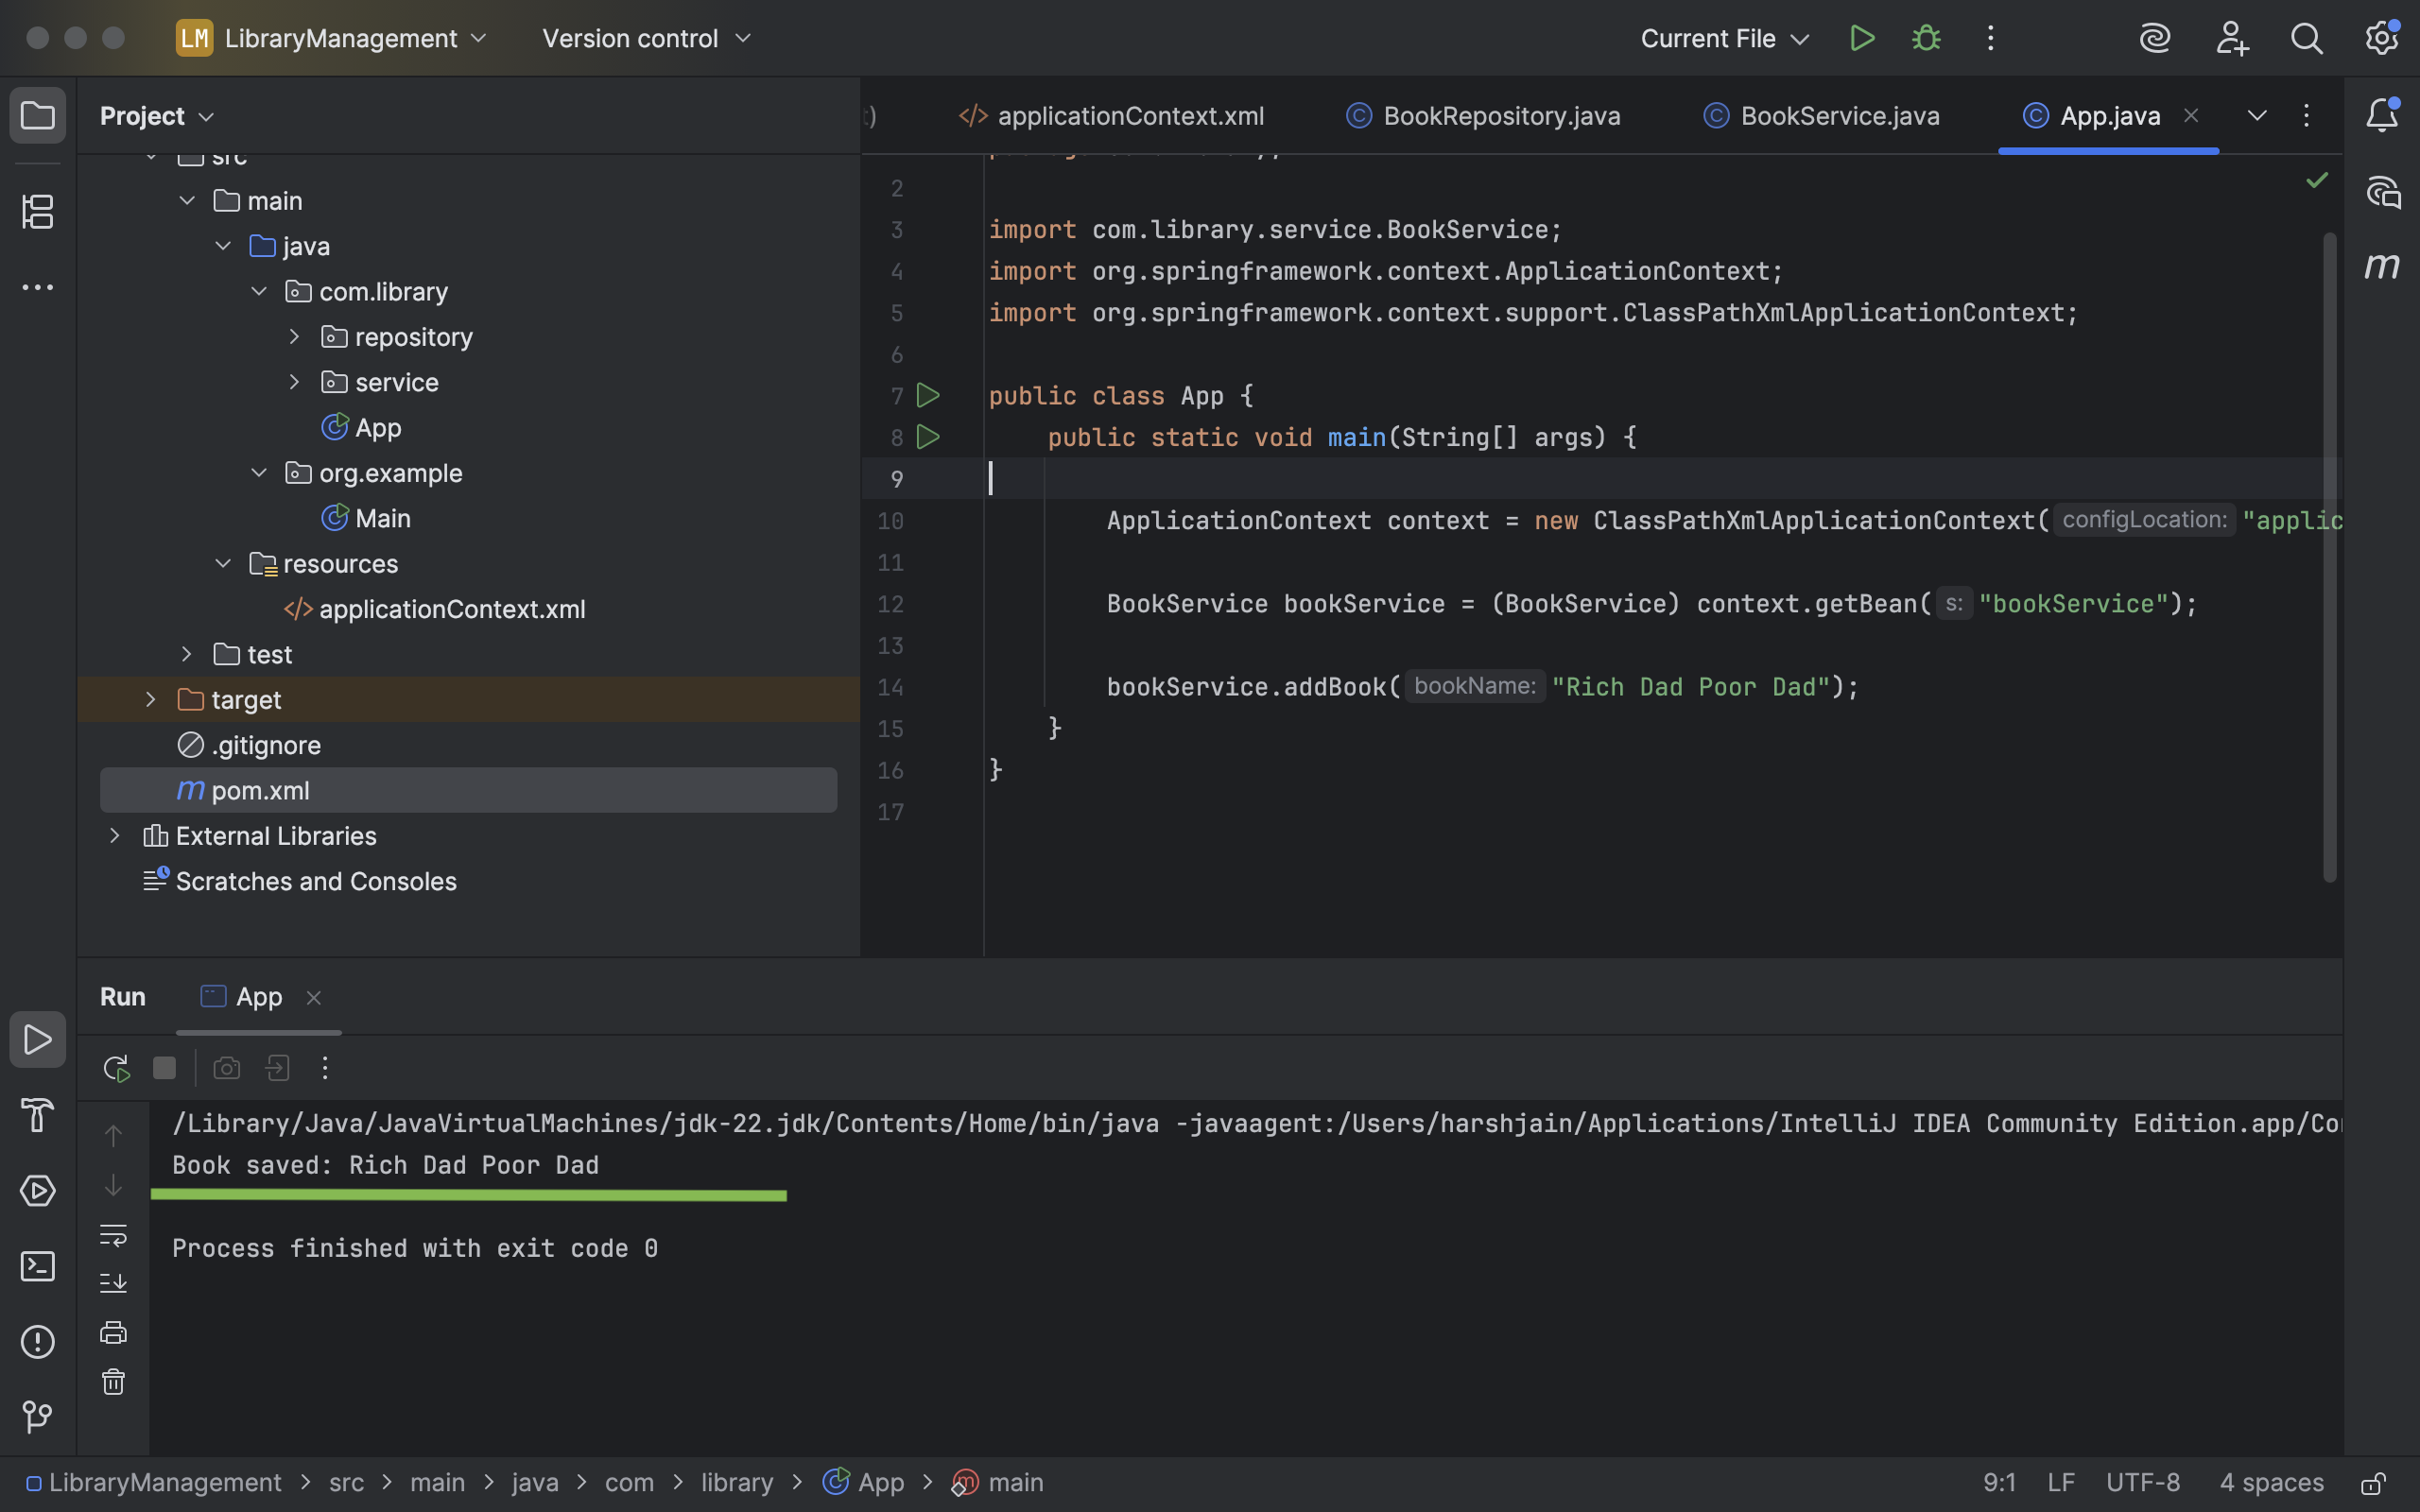 LM LibraryManagement Version control Current File
Project
applicationContext.xml BookRepository.java BookService.java App.java
src
main
java
com.library
repository
service
App
org.example
Main
resources
applicationContext.xml
test
target
.gitignore
m pom.xml
External Libraries
Scratches and Consoles
2
3 import com.library.service.BookService;
4 import org.springframework.context.ApplicationContext;
5 import org.springframework.context.support.ClassPathXmlApplicationContext;
6
7 public class App {
8 public static void main(String[] args) {
9
10 ApplicationContext context = new ClassPathXmlApplicationContext( configLocation: "applic
11
12 BookService bookService = (BookService) context.getBean( s: "bookService");
13
14 bookService.addBook( bookName: "Rich Dad Poor Dad");
15 }
16 }
17
m
Run App
/Library/Java/JavaVirtualMachines/jdk-22.jdk/Contents/Home/bin/java -javaagent:/Users/harshjain/Applications/IntelliJ IDEA Community Edition.app/Co
Book saved: Rich Dad Poor Dad
Process finished with exit code 0
LibraryManagement > src > main > java > com > library > App > main 9:1 LF UTF-8 4 spaces